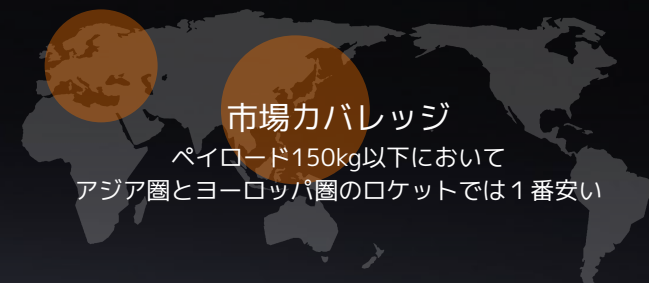 市場カバレッジ
ペイロード150kg以下において
アジア圏とヨーロッパ圏のロケットでは１番安い